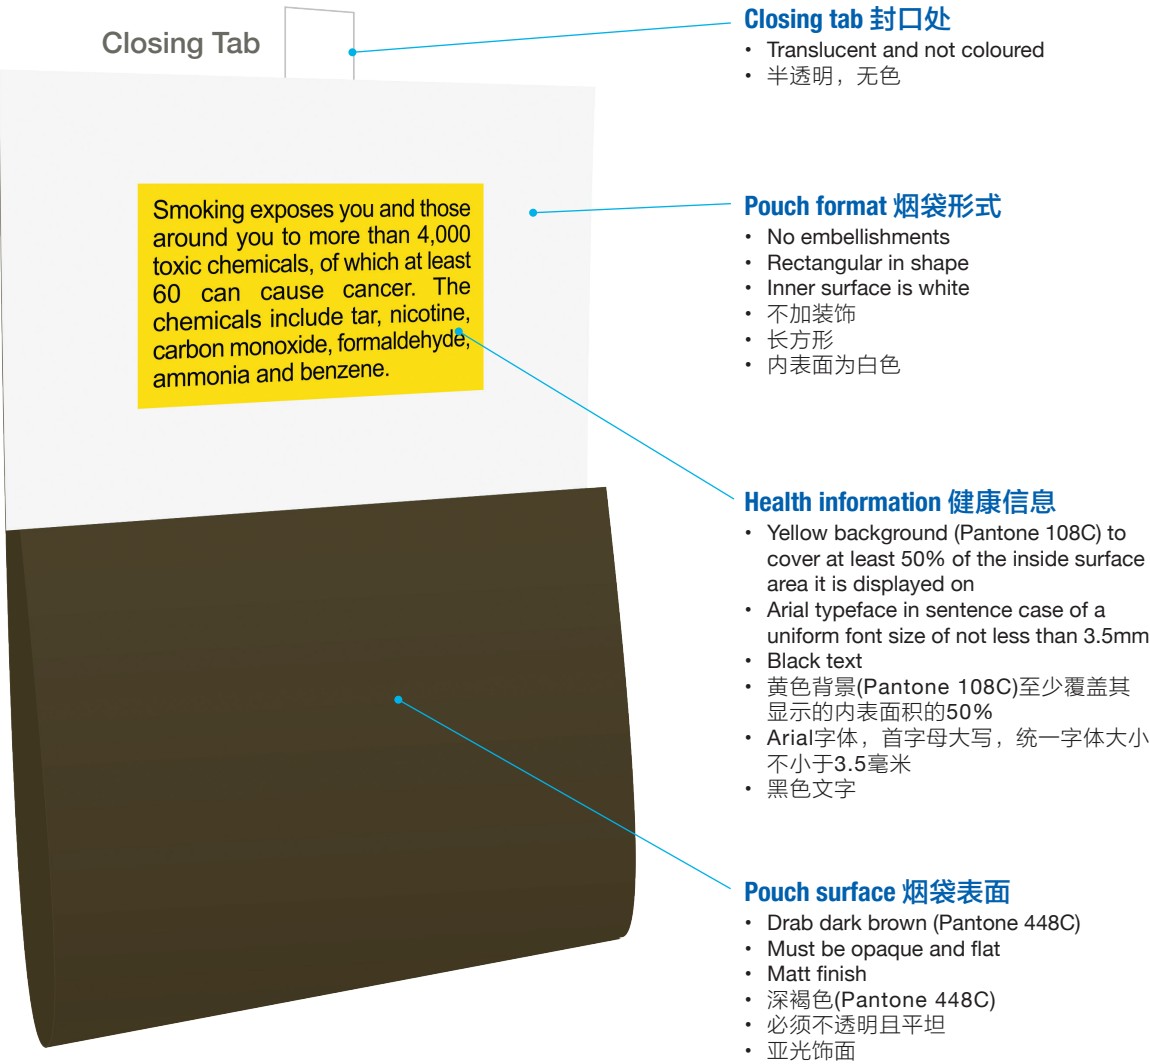 Closing Tab
Smoking exposes you and those
around you to more than 4,000
toxic chemicals, of which at least
60 can cause cancer. The
chemicals include tar, nicotine,
carbon monoxide, formaldehyde,
ammonia and benzene.
Closing tab 封口处
• Translucent and not coloured
• 半透明，无色
Pouch format 烟袋形式
• No embellishments
• Rectangular in shape
• Inner surface is white
• 不加装饰
• 长方形
• 内表面为白色
Health information 健康信息
• Yellow background (Pantone 108C) to
cover at least 50% of the inside surface
area it is displayed on
• Arial typeface in sentence case of a
uniform font size of not less than 3.5mm
• Black text
• 黄色背景(Pantone 108C)至少覆盖其
显示的内表面积的50%
• Arial字体，首字母大写，统一字体大小
不小于3.5毫米
• 黑色文字
Pouch surface 烟袋表面
• Drab dark brown (Pantone 448C)
• Must be opaque and flat
• Matt finish
• 深褐色(Pantone 448C)
• 必须不透明且平坦
• 亚光饰面